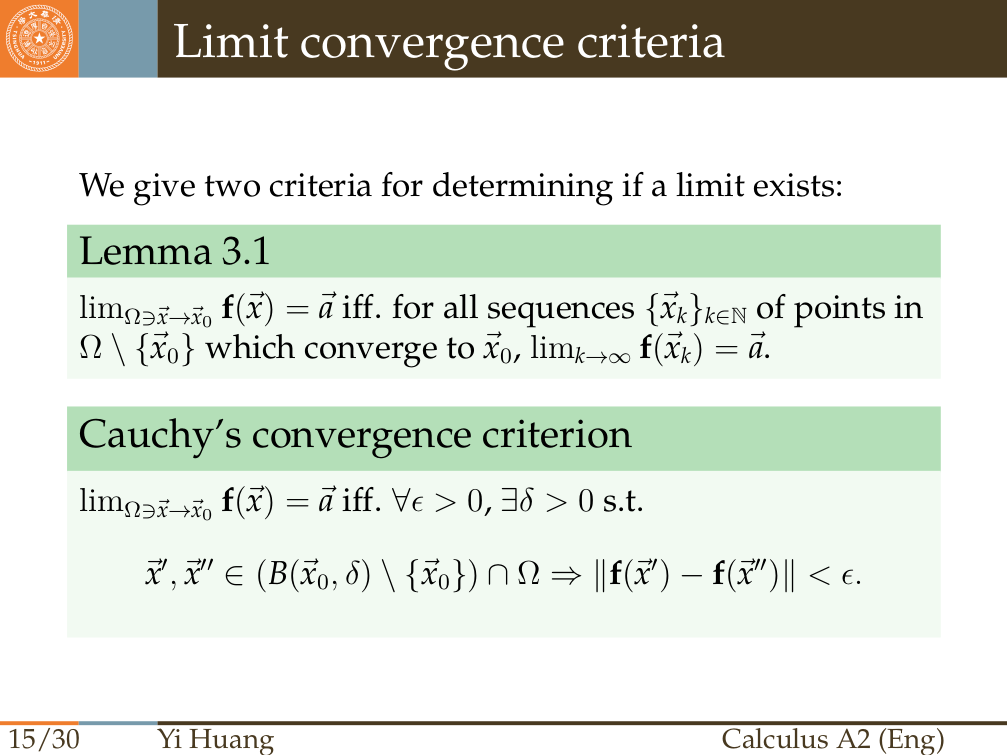 Limit convergence criteria
We give two criteria for determining if a limit exists:
Lemma 3.1
lim_{Ω∋x⃗→x⃗₀} f(x⃗) = a⃗ iff. for all sequences {x⃗ₖ}_{k∈ℕ} of points in
Ω \ {x⃗₀} which converge to x⃗₀, lim_{k→∞} f(x⃗ₖ) = a⃗.
Cauchy’s convergence criterion
lim_{Ω∋x⃗→x⃗₀} f(x⃗) = a⃗ iff. ∀ϵ > 0, ∃δ > 0 s.t.
x⃗′, x⃗′′ ∈ (B(x⃗₀, δ) \ {x⃗₀}) ∩ Ω ⇒ ‖f(x⃗′) − f(x⃗′′)‖ < ϵ.
15/30 Yi Huang Calculus A2 (Eng)